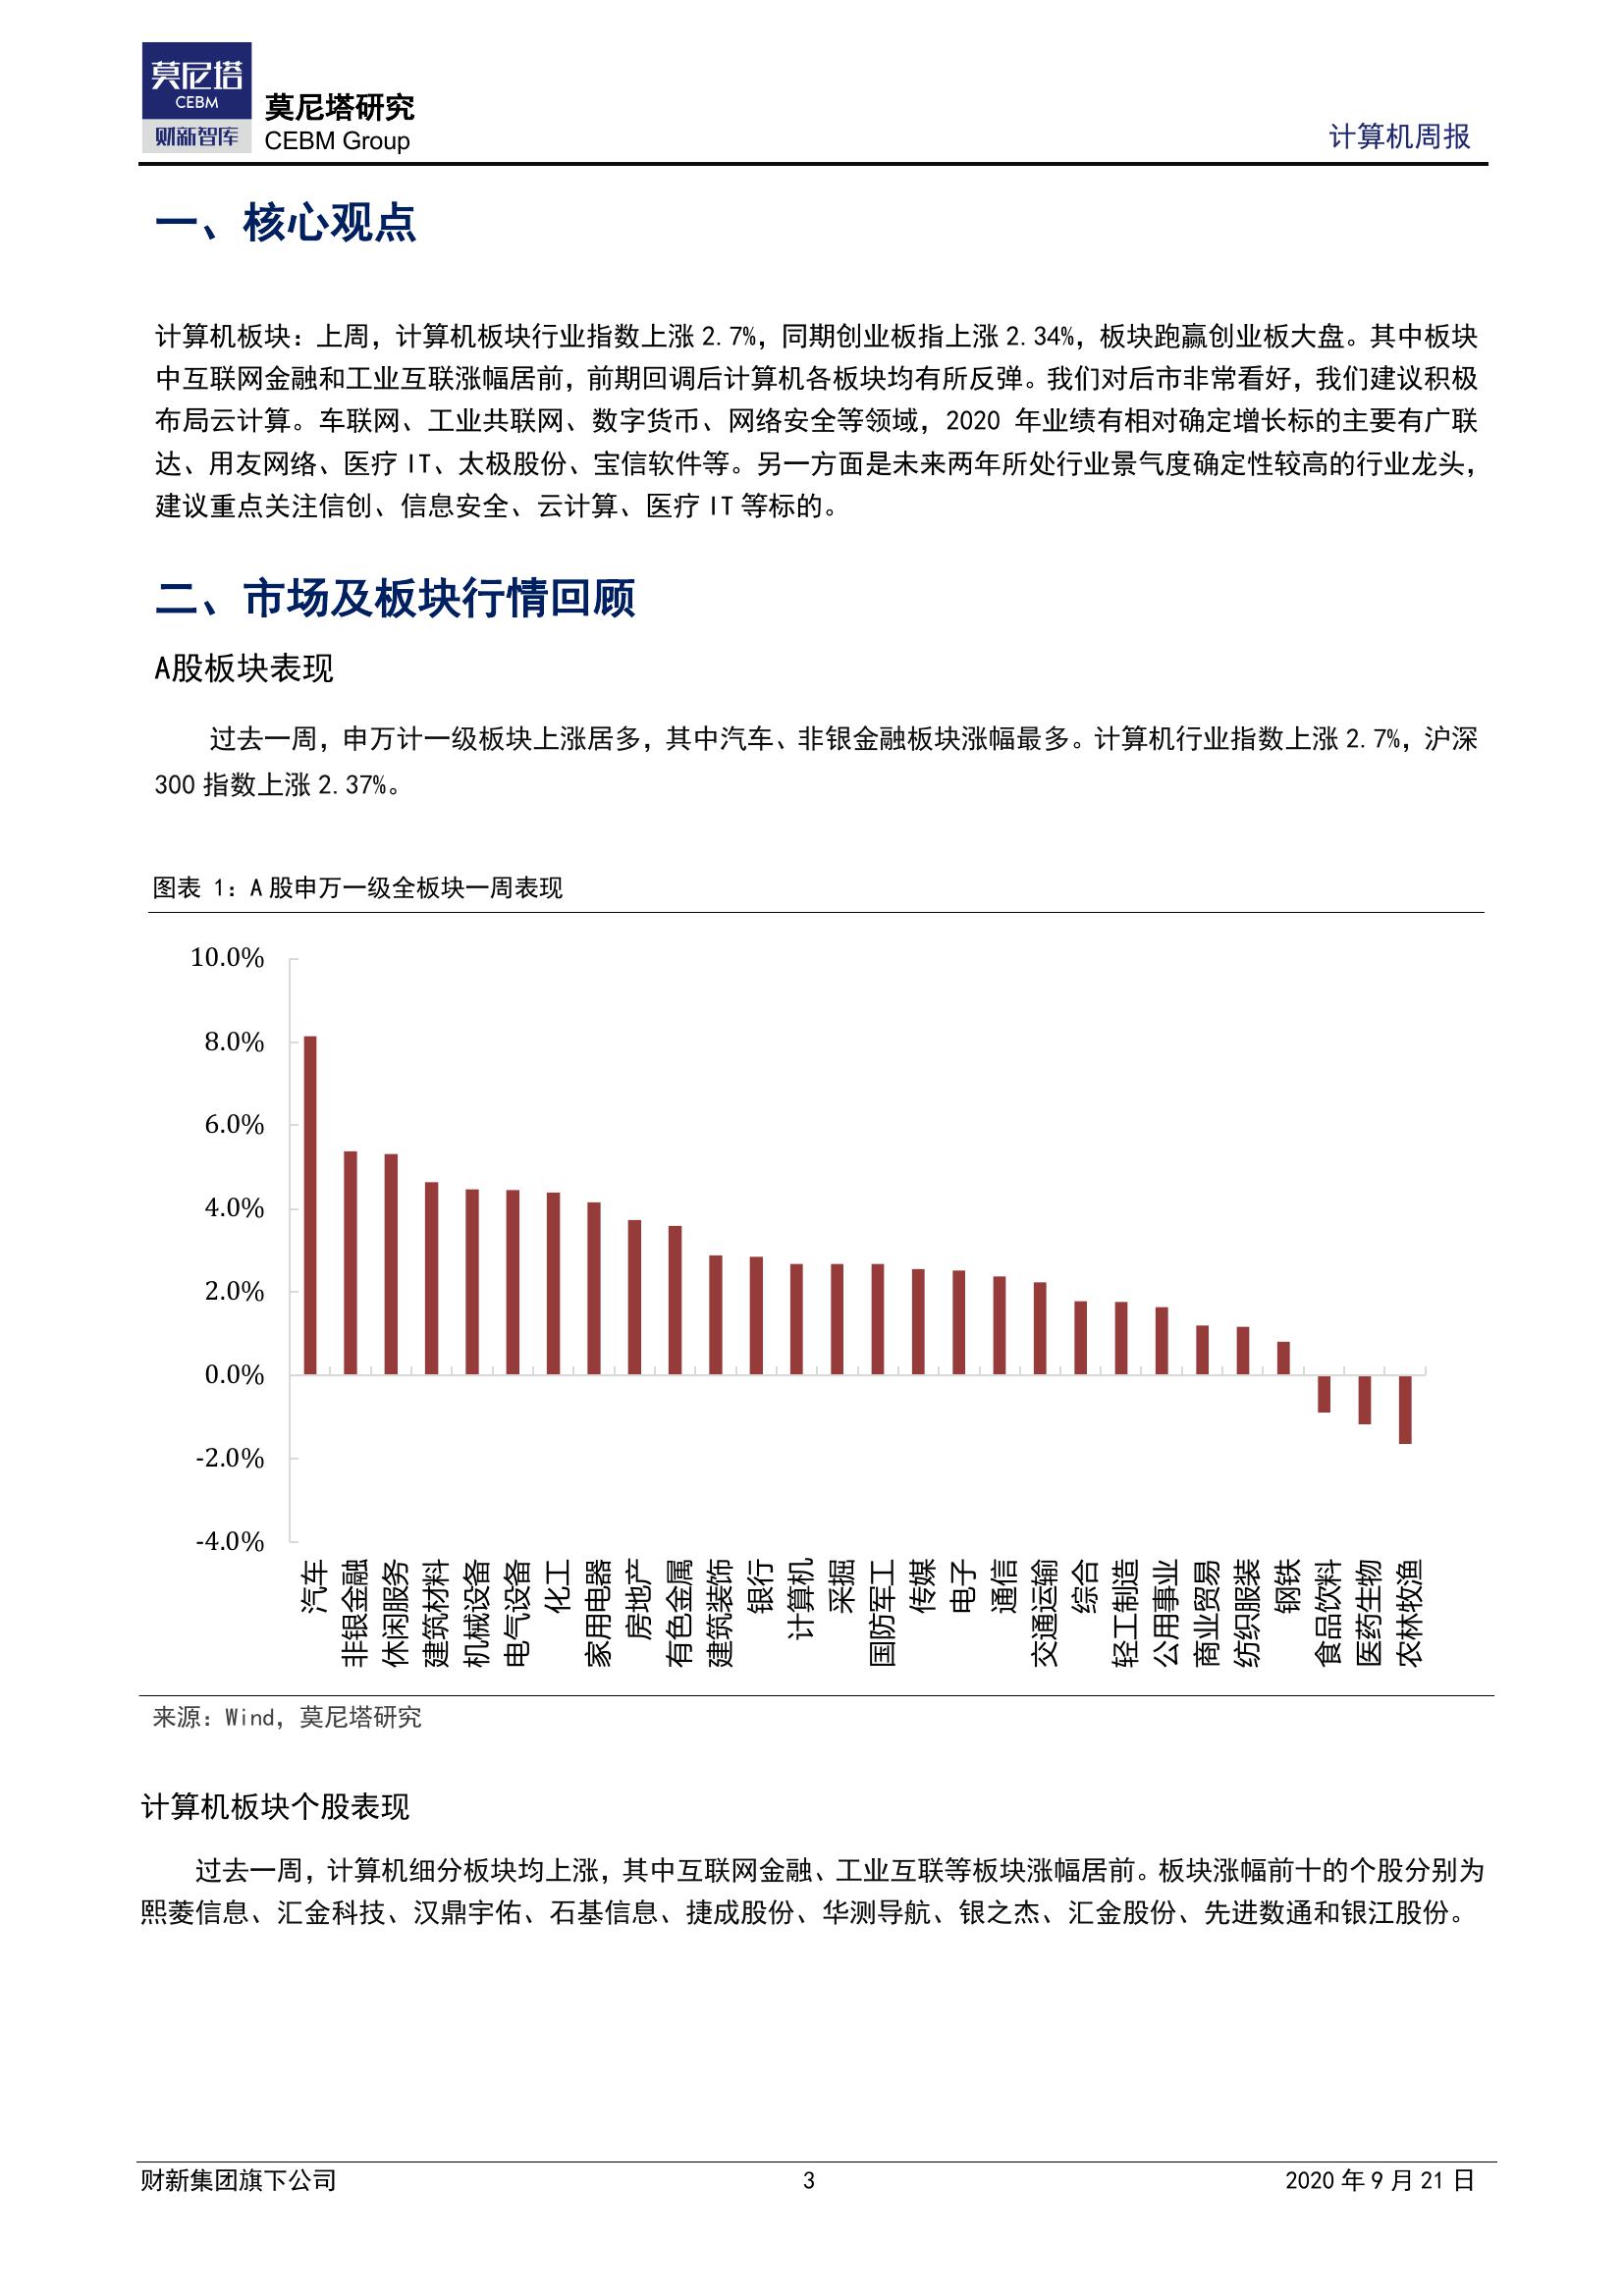 莫尼塔
CEBM
财新智库
莫尼塔研究
CEBM Group
计算机周报
一、核心观点
计算机板块：上周，计算机板块行业指数上涨 2.7%，同期创业板指上涨 2.34%，板块跑赢创业板大盘。其中板块
中互联网金融和工业互联涨幅居前，前期回调后计算机各板块均有所反弹。我们对后市非常看好，我们建议积极
布局云计算。车联网、工业共联网、数字货币、网络安全等领域，2020 年业绩有相对确定增长标的主要有广联
达、用友网络、医疗 IT、太极股份、宝信软件等。另一方面是未来两年所处行业景气度确定性较高的行业龙头，
建议重点关注信创、信息安全、云计算、医疗 IT 等标的。
二、市场及板块行情回顾
A股板块表现
过去一周，申万计一级板块上涨居多，其中汽车、非银金融板块涨幅最多。计算机行业指数上涨 2.7%，沪深
300 指数上涨 2.37%。
图表 1：A 股申万一级全板块一周表现
10.0%
8.0%
6.0%
4.0%
2.0%
0.0%
-2.0%
-4.0%
汽车
非银金融
休闲服务
建筑材料
机械设备
电气设备
化工
家用电器
房地产
有色金属
建筑装饰
银行
计算机
采掘
国防军工
传媒
电子
通信
交通运输
综合
轻工制造
公用事业
商业贸易
纺织服装
钢铁
食品饮料
医药生物
农林牧渔
来源：Wind，莫尼塔研究
计算机板块个股表现
过去一周，计算机细分板块均上涨，其中互联网金融、工业互联等板块涨幅居前。板块涨幅前十的个股分别为
熙菱信息、汇金科技、汉鼎宇佑、石基信息、捷成股份、华测导航、银之杰、汇金股份、先进数通和银江股份。
财新集团旗下公司
3
2020 年 9 月 21 日